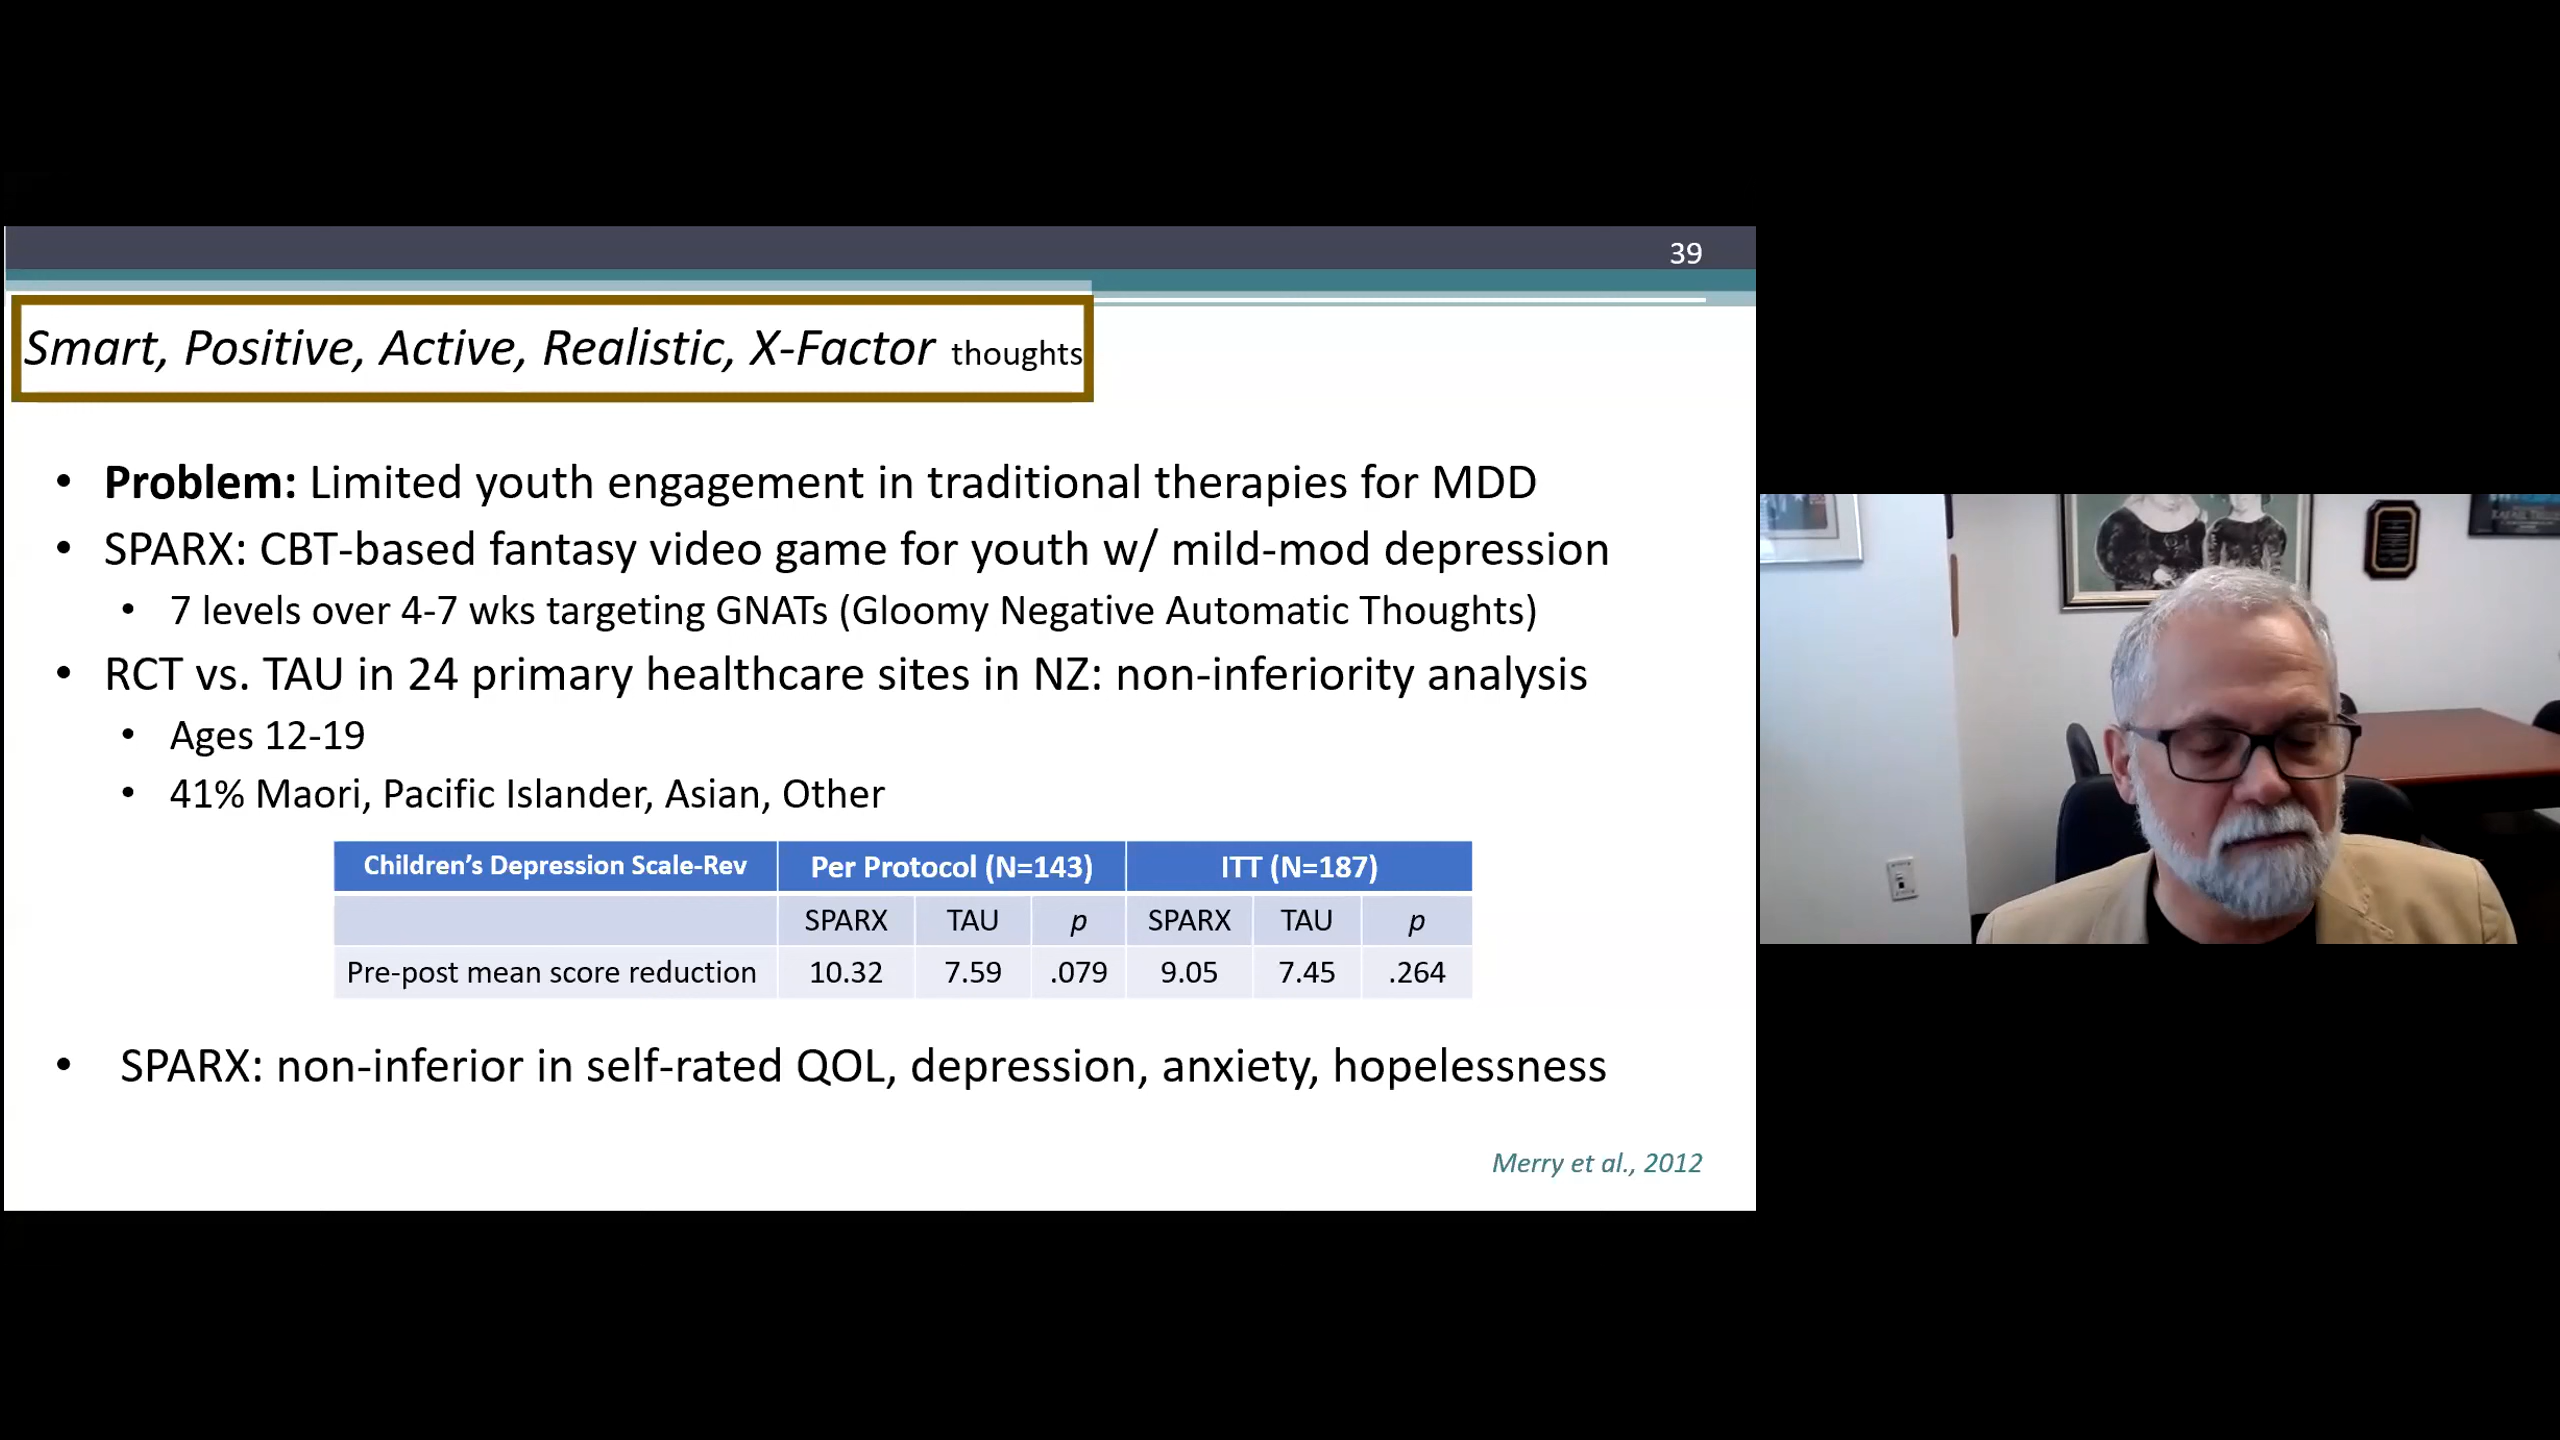 39
Smart, Positive, Active, Realistic, X-Factor thoughts
• Problem: Limited youth engagement in traditional therapies for MDD
• SPARX: CBT-based fantasy video game for youth w/ mild-mod depression
• 7 levels over 4-7 wks targeting GNATs (Gloomy Negative Automatic Thoughts)
• RCT vs. TAU in 24 primary healthcare sites in NZ: non-inferiority analysis
• Ages 12-19
• 41% Maori, Pacific Islander, Asian, Other
Children's Depression Scale-Rev Per Protocol (N=143) ITT (N=187)
SPARX TAU p SPARX TAU p
Pre-post mean score reduction 10.32 7.59 .079 9.05 7.45 .264
• SPARX: non-inferior in self-rated QOL, depression, anxiety, hopelessness
Merry et al., 2012